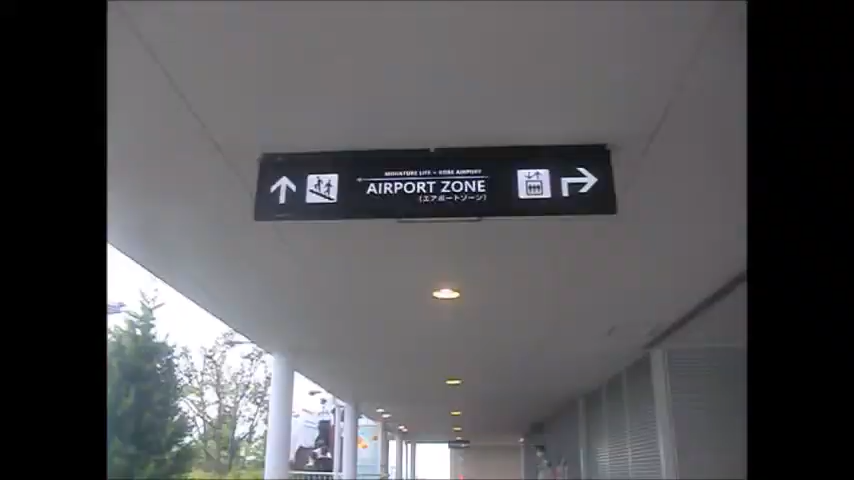 MINIATURE LIFE × KOBE AIRPORT
AIRPORT ZONE
(エアポートゾーン)